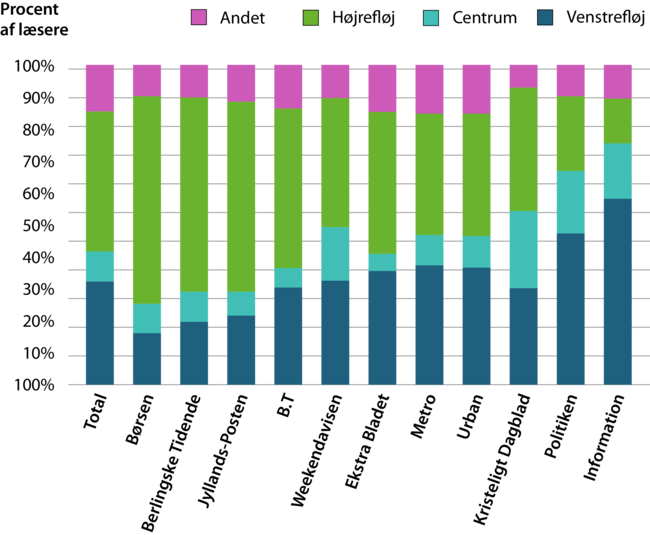 Procent
af læsere
Andet
Højrefløj
Centrum
Venstrefløj
100%
90%
80%
70%
60%
50%
40%
30%
20%
10%
100%
Total
Børsen
Berlingske Tidende
Jyllands-Posten
B.T
Weekendavisen
Ekstra Bladet
Metro
Urban
Kristeligt Dagblad
Politiken
Information